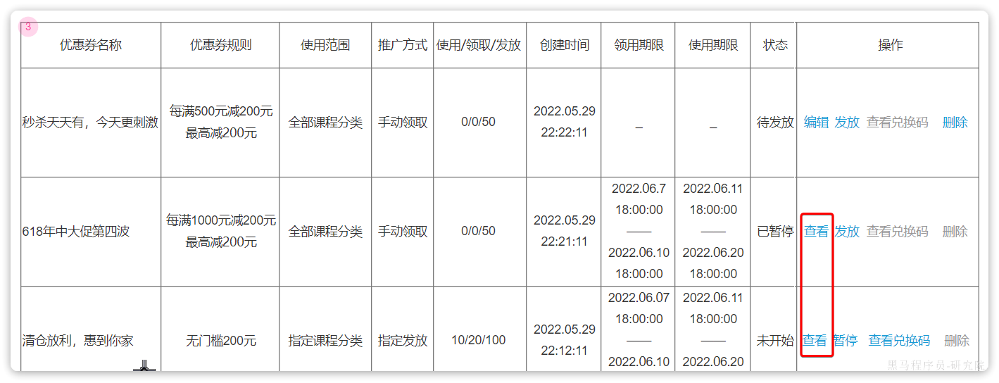 3
优惠券名称 优惠券规则 使用范围 推广方式 使用/领取/发放 创建时间 领用期限 使用期限 状态 操作
秒杀天天有，今天更刺激 每满500元减200元 最高减200元 全部课程分类 手动领取 0/0/50 2022.05.29 22:22:11 _ _ 待发放 编辑 发放 查看兑换码 删除
618年中大促第四波 每满1000元减200元 最高减200元 全部课程分类 手动领取 0/0/50 2022.05.29 22:21:11 2022.06.7 18:00:00 —— 2022.06.10 18:00:00 2022.06.11 18:00:00 —— 2022.06.20 18:00:00 已暂停 查看 发放 查看兑换码 删除
清仓放利，惠到你家 无门槛200元 指定课程分类 指定发放 10/20/100 2022.05.29 22:12:11 2022.06.07 18:00:00 —— 2022.06.10 2022.06.11 18:00:00 —— 2022.06.20 未开始 查看 暂停 查看兑换码 删除
黑马程序员-研究院